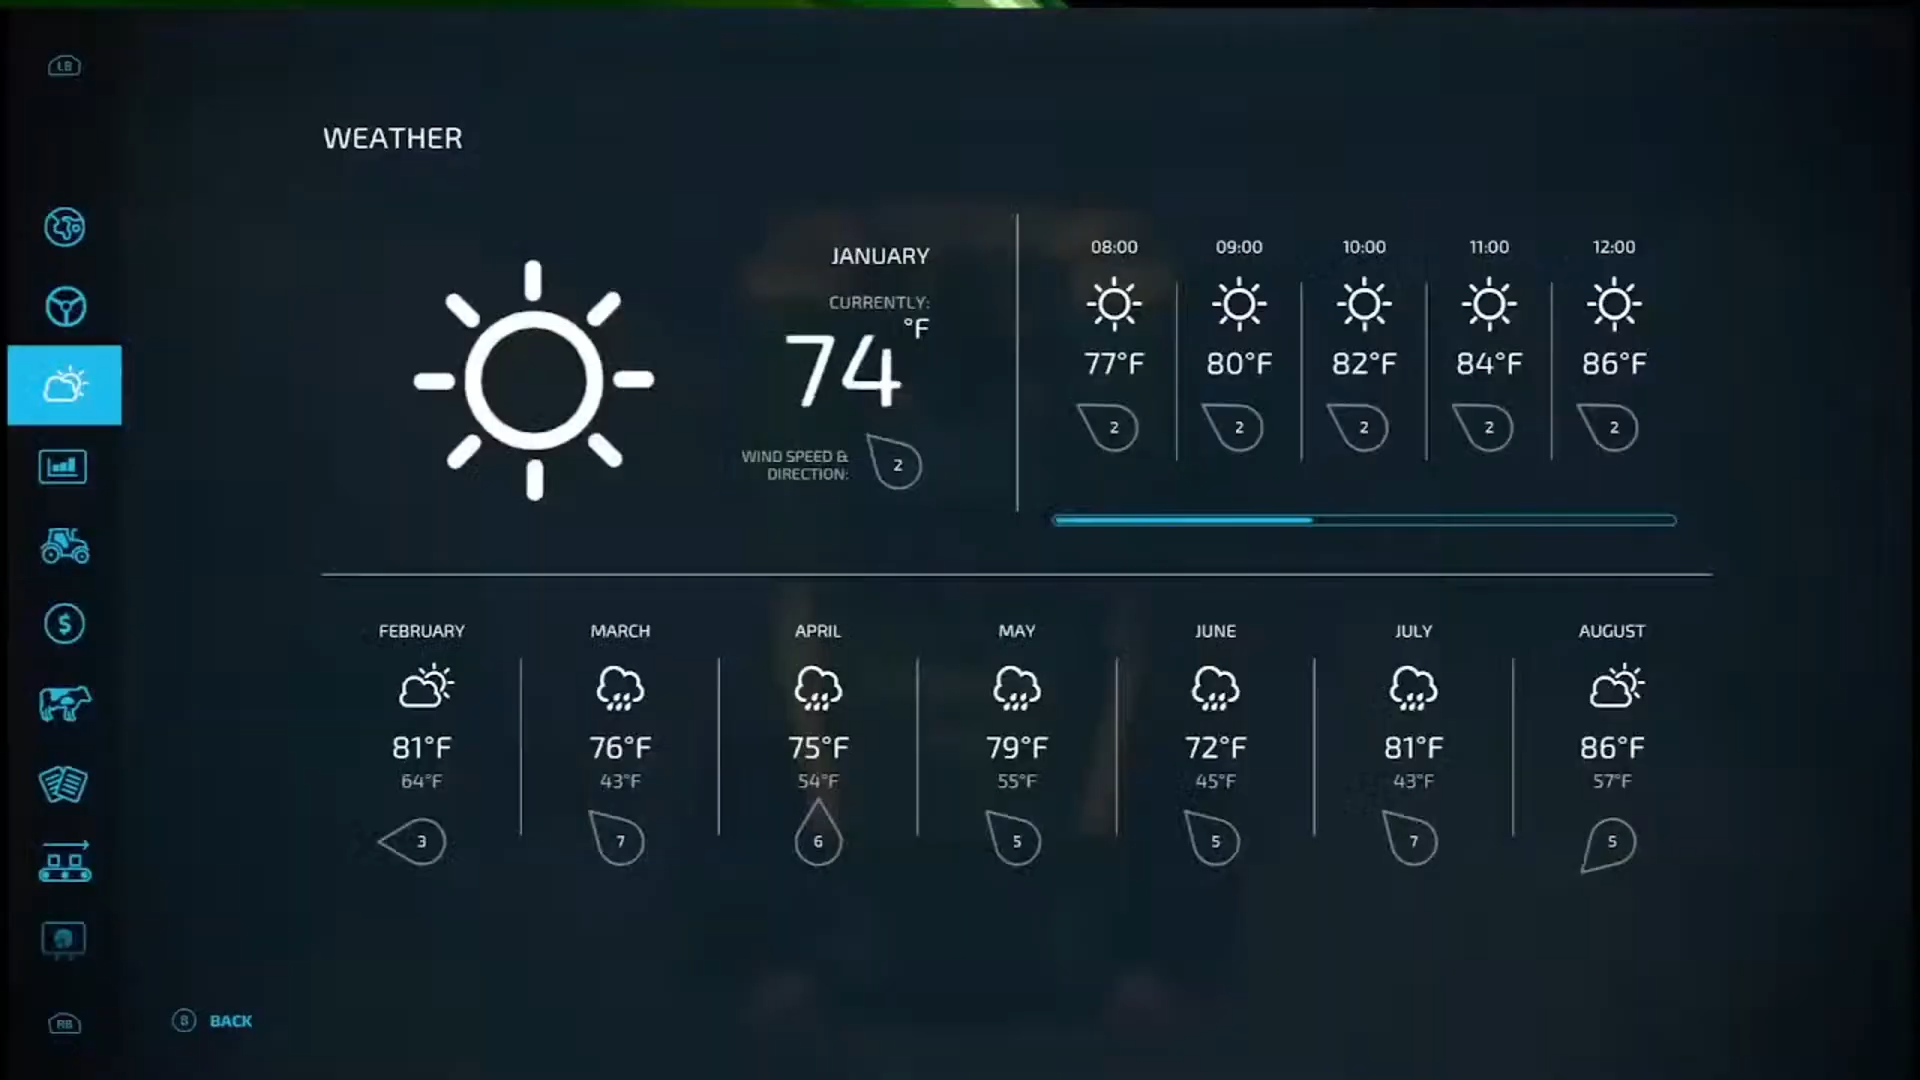 LB
WEATHER
JANUARY
CURRENTLY:
74 °F
WIND SPEED &
DIRECTION:
2
08:00 09:00 10:00 11:00 12:00
77°F 80°F 82°F 84°F 86°F
2 2 2 2 2
FEBRUARY MARCH APRIL MAY JUNE JULY AUGUST
81°F 76°F 75°F 79°F 72°F 81°F 86°F
64°F 43°F 54°F 55°F 45°F 43°F 57°F
3 7 6 5 5 7 5
$
RB
B BACK